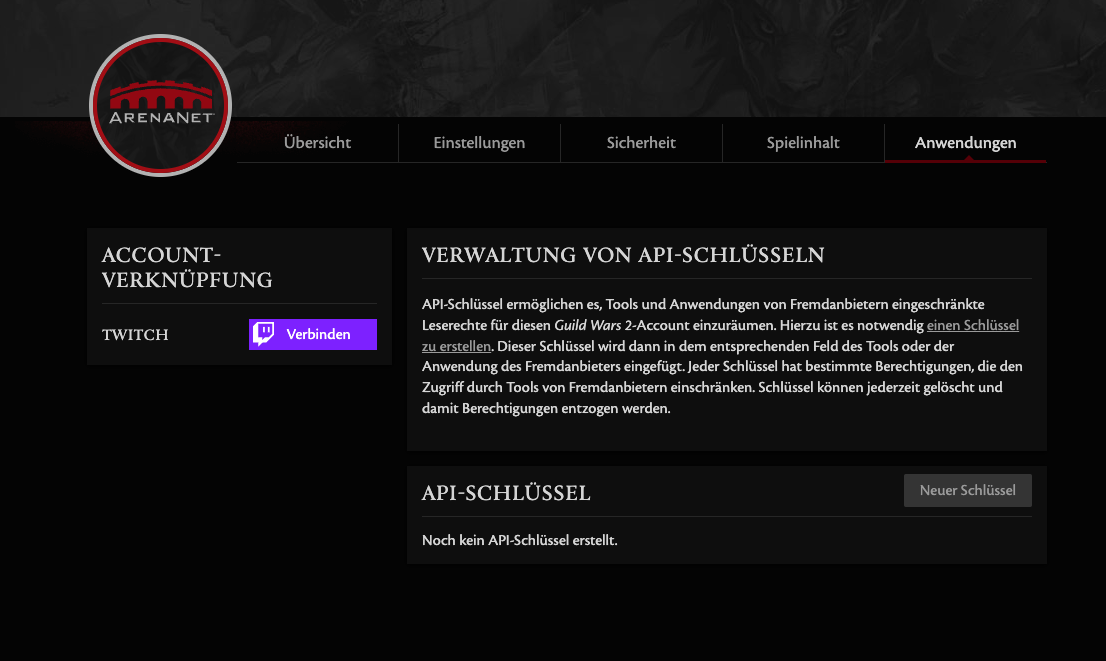 ARENANET
Übersicht
Einstellungen
Sicherheit
Spielinhalt
Anwendungen
ACCOUNT-
VERKNÜPFUNG
TWITCH
Verbinden
VERWALTUNG VON API-SCHLÜSSELN
API-Schlüssel ermöglichen es, Tools und Anwendungen von Fremdanbietern eingeschränkte
Leserechte für diesen Guild Wars 2-Account einzuräumen. Hierzu ist es notwendig einen Schlüssel
zu erstellen. Dieser Schlüssel wird dann in dem entsprechenden Feld des Tools oder der
Anwendung des Fremdanbieters eingefügt. Jeder Schlüssel hat bestimmte Berechtigungen, die den
Zugriff durch Tools von Fremdanbietern einschränken. Schlüssel können jederzeit gelöscht und
damit Berechtigungen entzogen werden.
API-SCHLÜSSEL
Neuer Schlüssel
Noch kein API-Schlüssel erstellt.